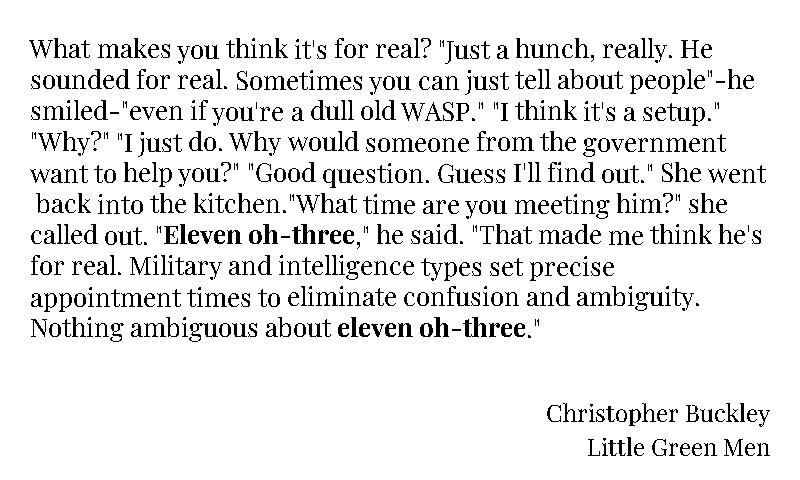 What makes you think it's for real? "Just a hunch, really. He
sounded for real. Sometimes you can just tell about people"-he
smiled-"even if you're a dull old WASP." "I think it's a setup."
"Why?" "I just do. Why would someone from the government
want to help you?" "Good question. Guess I'll find out." She went
back into the kitchen."What time are you meeting him?" she
called out. "Eleven oh-three," he said. "That made me think he's
for real. Military and intelligence types set precise
appointment times to eliminate confusion and ambiguity.
Nothing ambiguous about eleven oh-three."
Christopher Buckley
Little Green Men